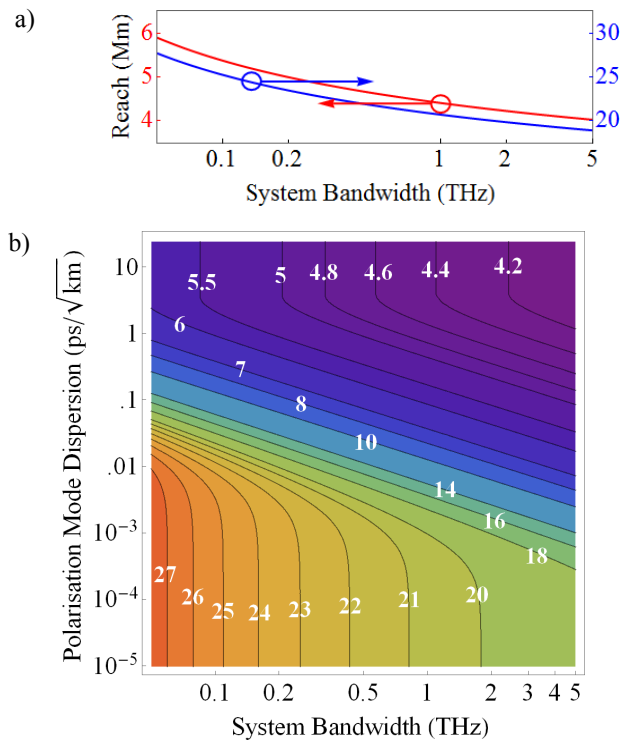 a)
Reach (Mm)
6
5
4
30
25
20
0.1 0.2 1 2 5
System Bandwidth (THz)
b)
Polarisation Mode Dispersion (ps/√km)
10
1
.1
.01
10⁻³
10⁻⁴
10⁻⁵
5.5 5 4.8 4.6 4.4 4.2
6
7
8
10
14
16
18
27 26 25 24 23 22 21 20
0.1 0.2 0.5 1 2 3 4 5
System Bandwidth (THz)